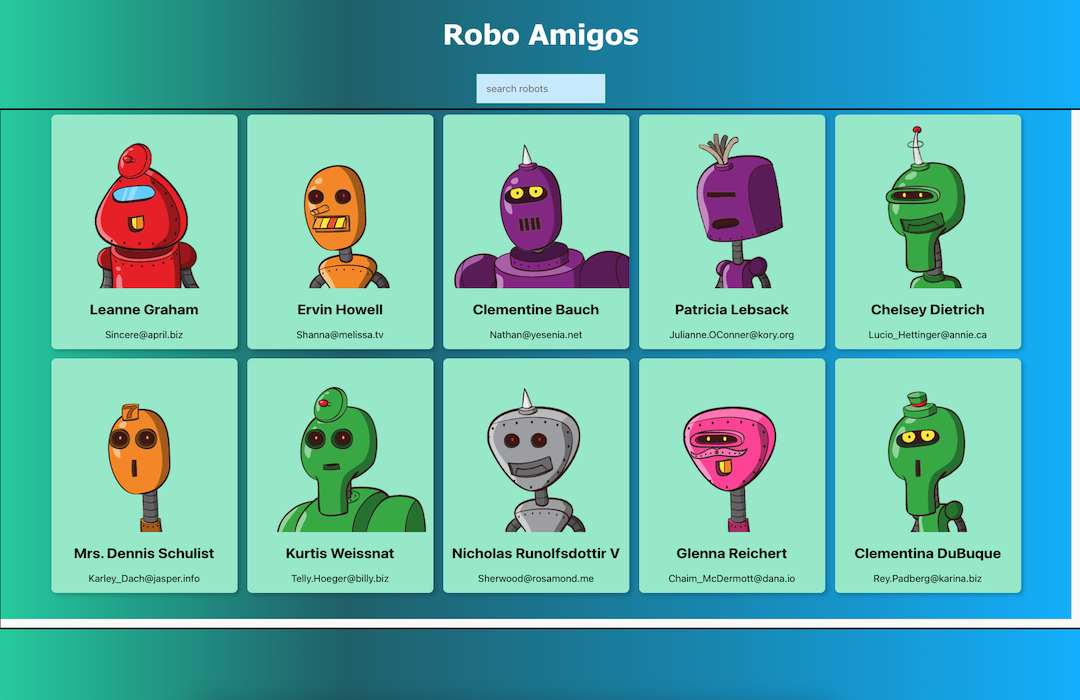 Robo Amigos
search robots
Leanne Graham
Sincere@april.biz
Ervin Howell
Shanna@melissa.tv
Clementine Bauch
Nathan@yesenia.net
Patricia Lebsack
Julianne.OConner@kory.org
Chelsey Dietrich
Lucio_Hettinger@annie.ca
7
Mrs. Dennis Schulist
Karley_Dach@jasper.info
Kurtis Weissnat
Telly.Hoeger@billy.biz
Nicholas Runolfsdottir V
Sherwood@rosamond.me
Glenna Reichert
Chaim_McDermott@dana.io
Clementina DuBuque
Rey.Padberg@karina.biz